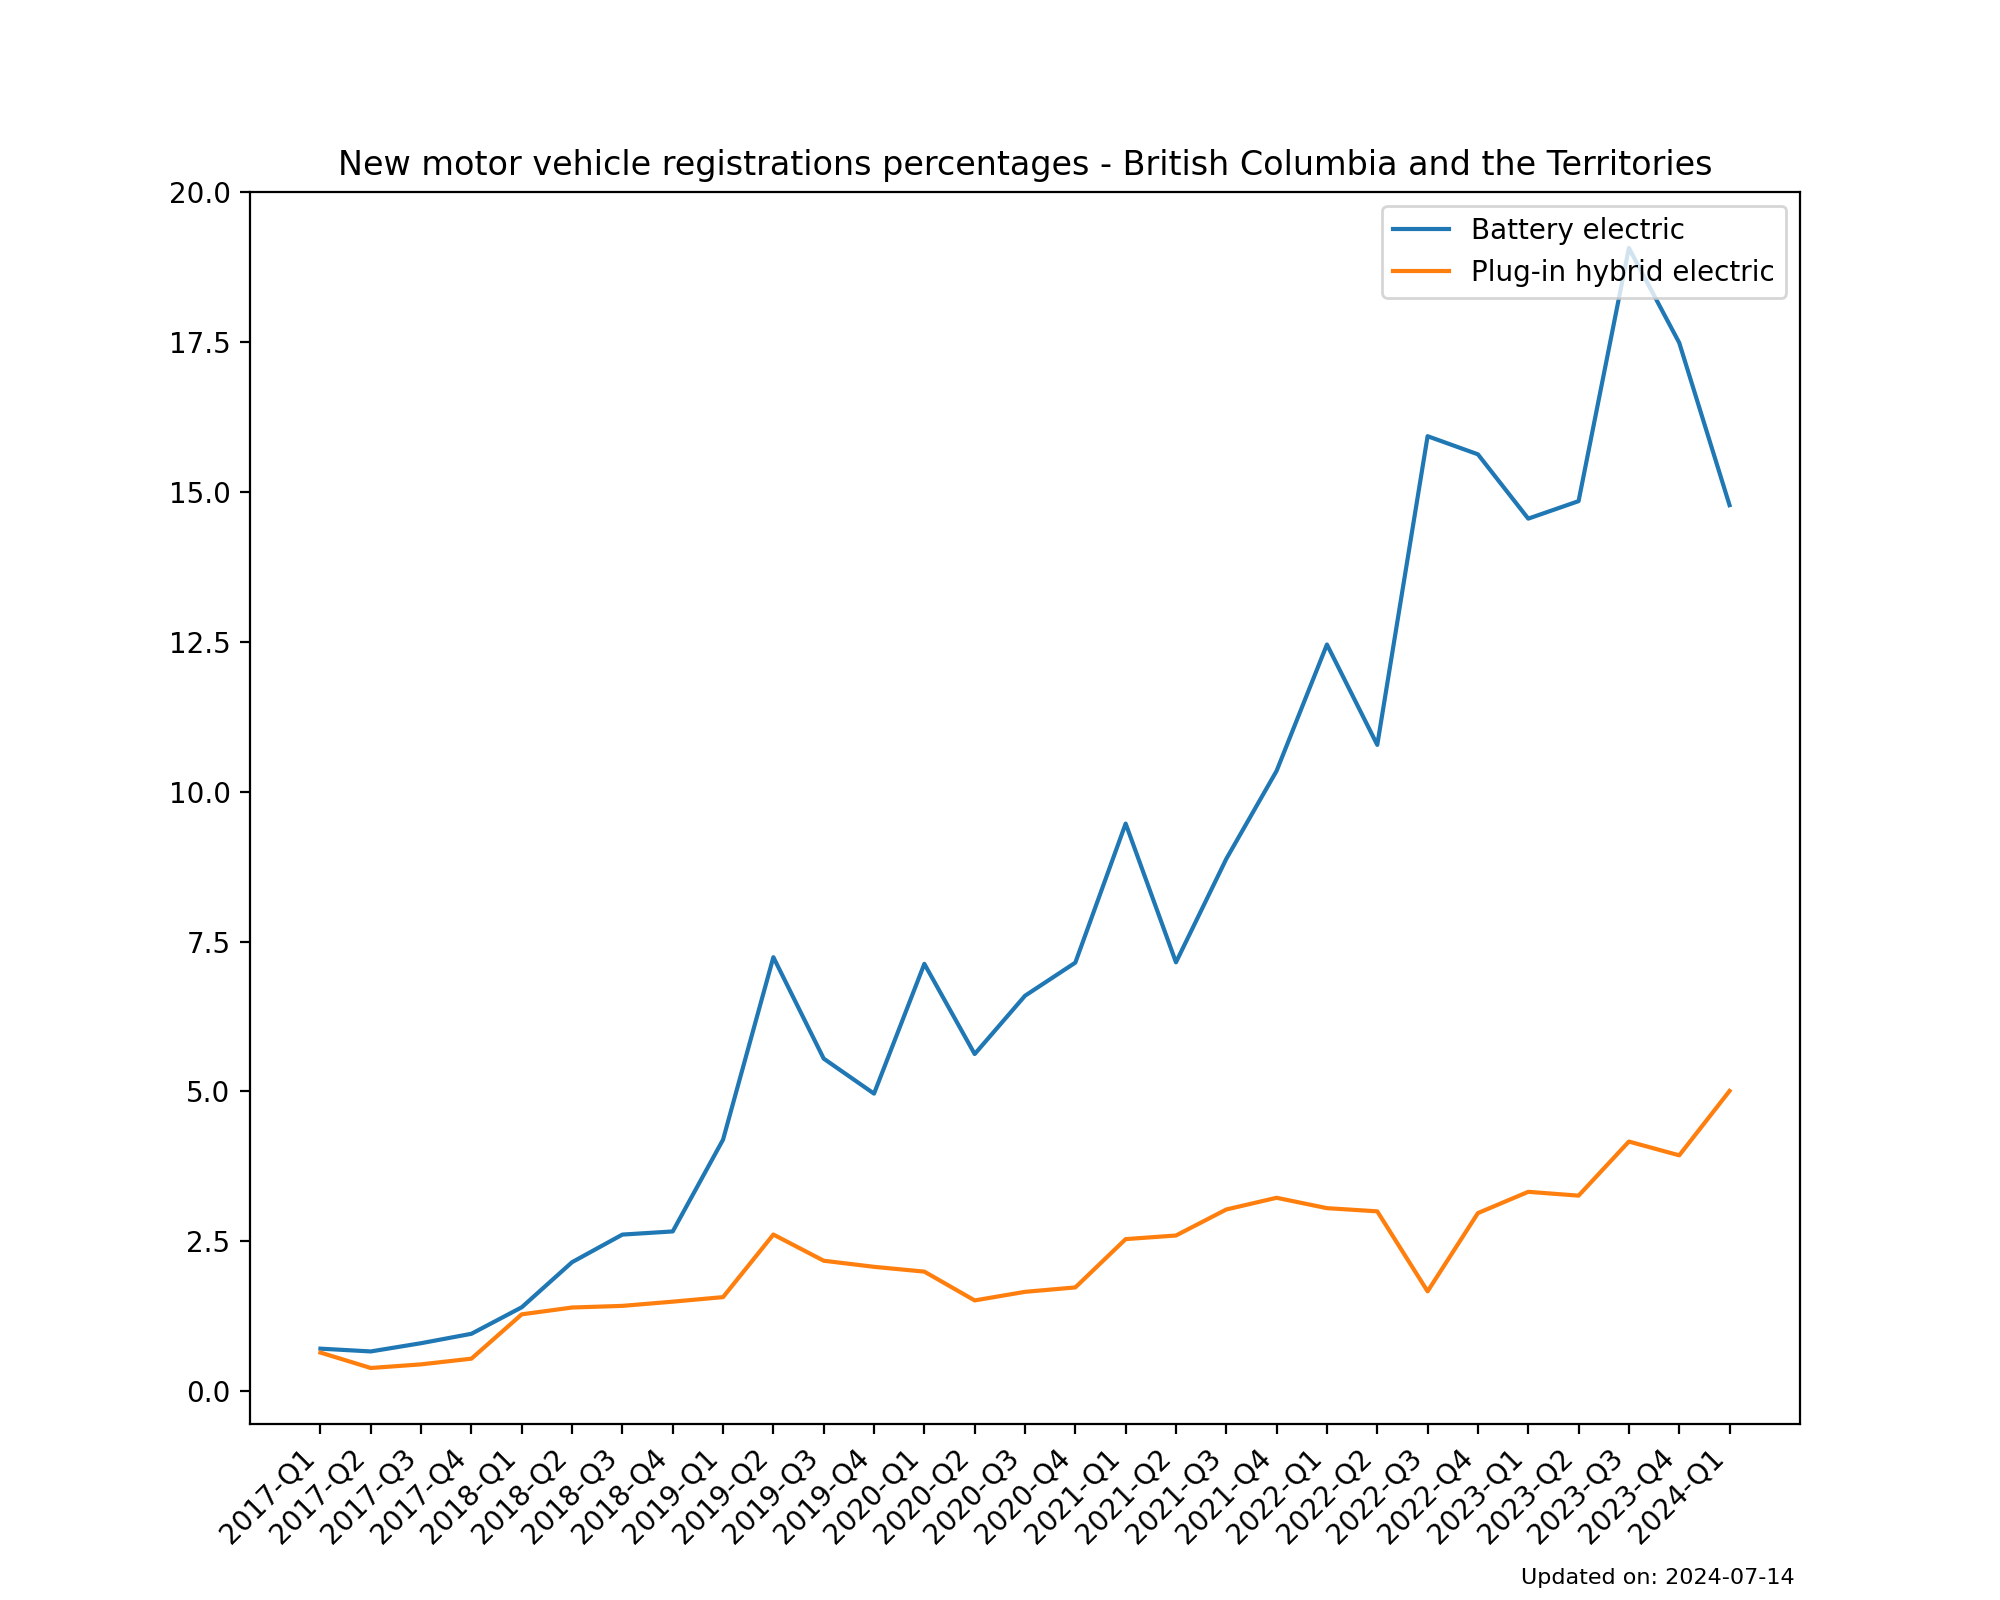 New motor vehicle registrations percentages - British Columbia and the Territories
20.0
17.5
15.0
12.5
10.0
7.5
5.0
2.5
0.0
Battery electric
Plug-in hybrid electric
2017-Q1
2017-Q2
2017-Q3
2017-Q4
2018-Q1
2018-Q2
2018-Q3
2018-Q4
2019-Q1
2019-Q2
2019-Q3
2019-Q4
2020-Q1
2020-Q2
2020-Q3
2020-Q4
2021-Q1
2021-Q2
2021-Q3
2021-Q4
2022-Q1
2022-Q2
2022-Q3
2022-Q4
2023-Q1
2023-Q2
2023-Q3
2023-Q4
2024-Q1
Updated on: 2024-07-14